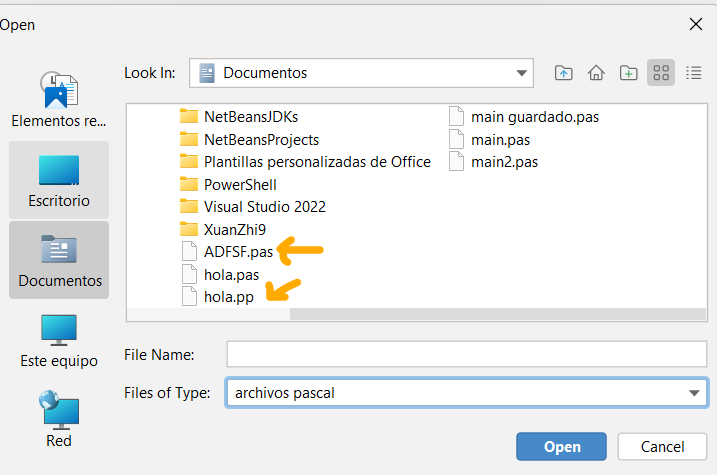 Open
Look In:
Documentos
Elementos re...
Escritorio
Documentos
Este equipo
Red
NetBeansJDKs
NetBeansProjects
Plantillas personalizadas de Office
PowerShell
Visual Studio 2022
XuanZhi9
ADFSF.pas
hola.pas
hola.pp
main guardado.pas
main.pas
main2.pas
File Name:
Files of Type:
archivos pascal
Open
Cancel